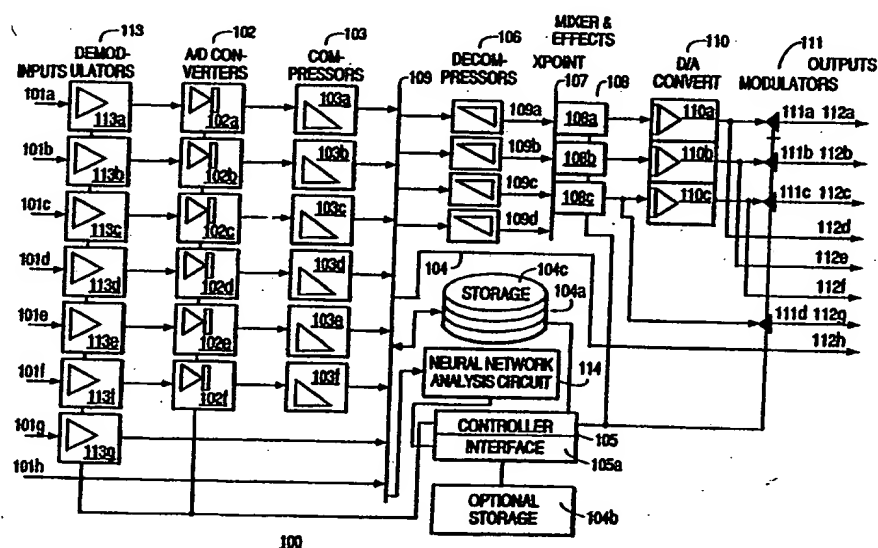 113
102
103
106
MIXER &
EFFECTS
110
111
INPUTS
DEMOD-
ULATORS
A/D CON-
VERTERS
COM-
PRESSORS
109
DECOM-
PRESSORS
XPOINT
107
108
D/A
CONVERT
MODULATORS
OUTPUTS
101a
113a
102a
103a
109a
108a
110a
111a 112a
101b
113b
102b
103b
109b
108b
110b
111b 112b
101c
113c
102c
103c
109c
108c
110c
111c 112c
109d
112d
101d
113d
102d
103d
104
104c
112e
STORAGE
104a
112f
101e
113e
102e
103e
111d 112g
112h
NEURAL NETWORK
ANALYSIS CIRCUIT
114
101f
113f
102f
103f
101g
113g
CONTROLLER
105
INTERFACE
105a
101h
OPTIONAL
STORAGE
104b
100